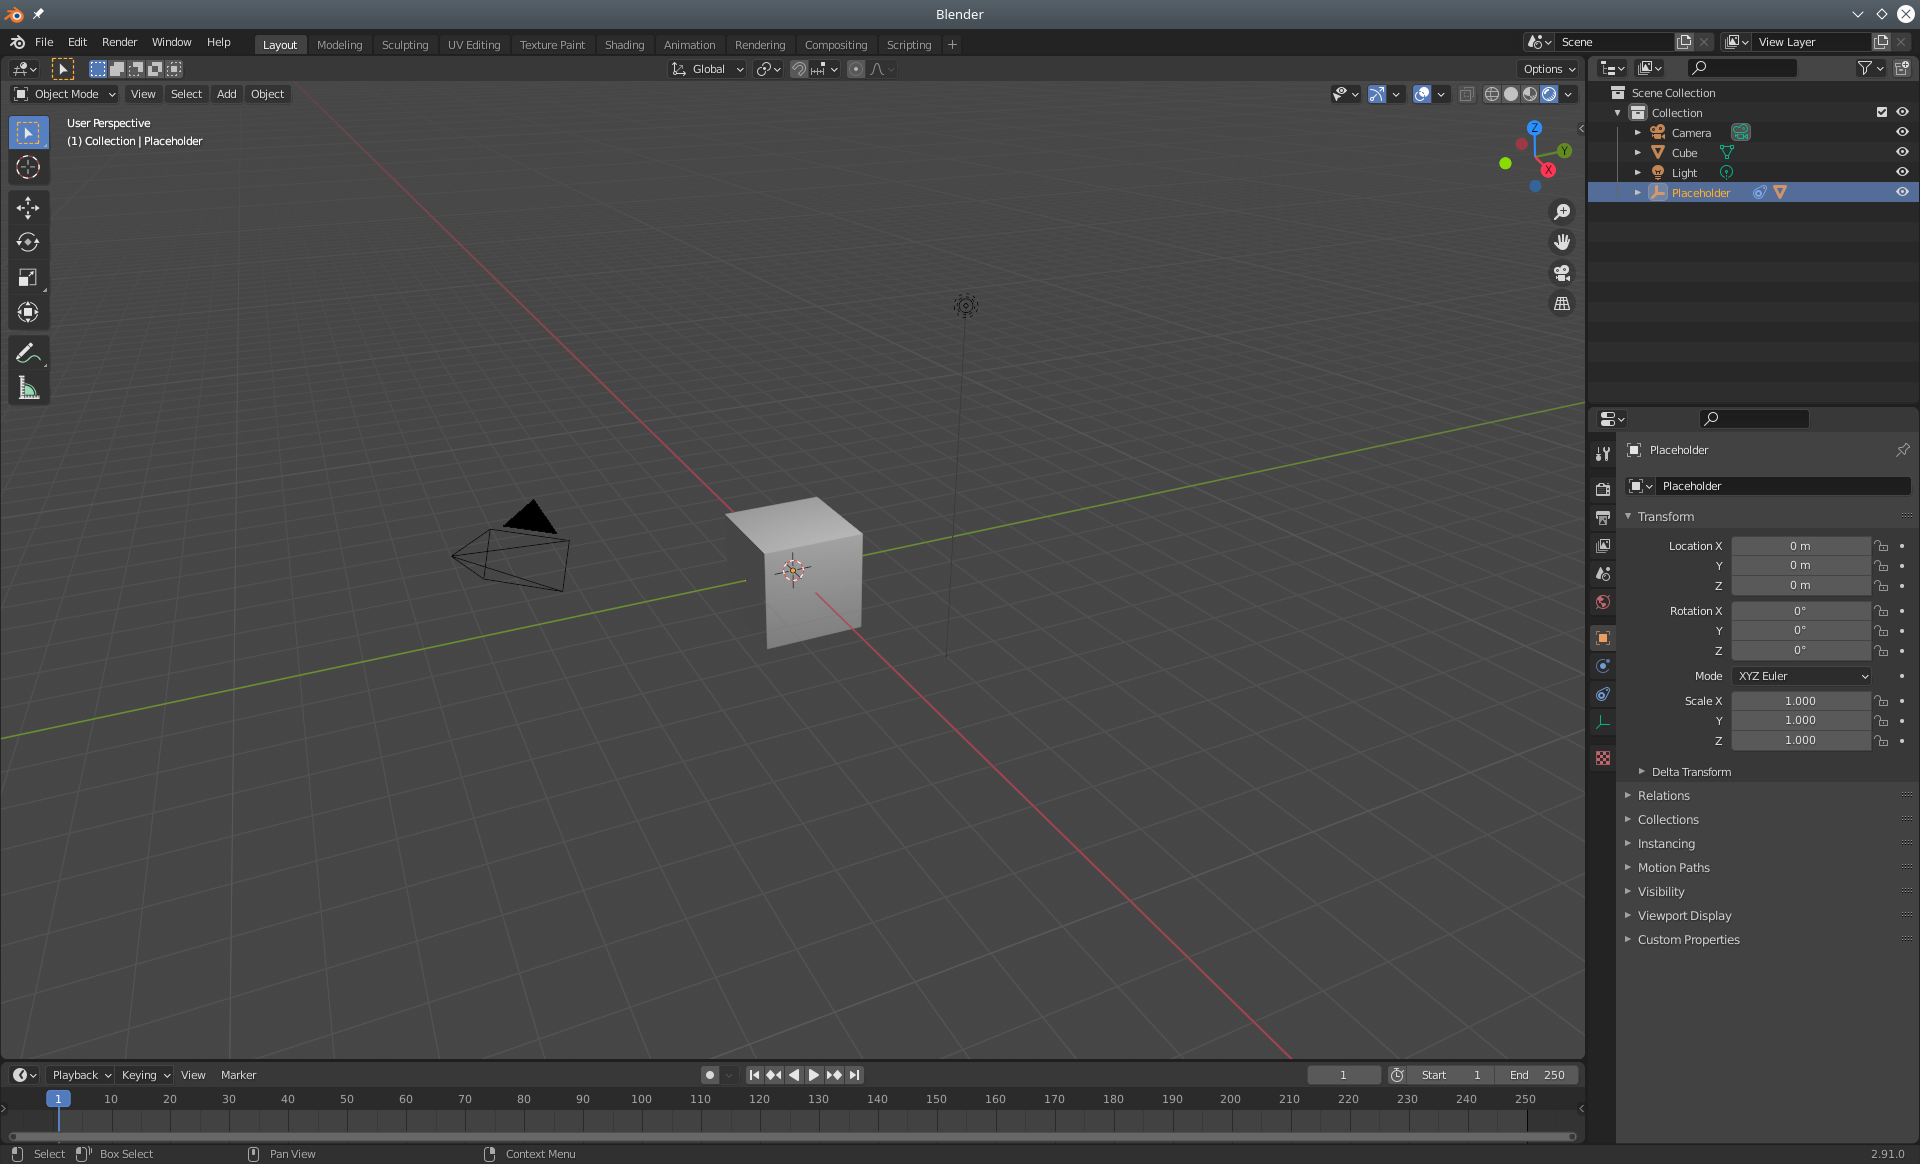 Blender
File Edit Render Window Help Layout Modeling Sculpting UV Editing Texture Paint Shading Animation Rendering Compositing Scripting + Scene View Layer
Global Options
Object Mode View Select Add Object
User Perspective
(1) Collection | Placeholder
Z
Y
X
Scene Collection
Collection
Camera
Cube
Light
Placeholder
Placeholder
Placeholder
Transform
Location X 0 m
Y 0 m
Z 0 m
Rotation X 0°
Y 0°
Z 0°
Mode XYZ Euler
Scale X 1.000
Y 1.000
Z 1.000
Delta Transform
Relations
Collections
Instancing
Motion Paths
Visibility
Viewport Display
Custom Properties
Playback Keying View Marker 1 Start 1 End 250
1 10 20 30 40 50 60 70 80 90 100 110 120 130 140 150 160 170 180 190 200 210 220 230 240 250
Select Box Select Pan View Context Menu 2.91.0